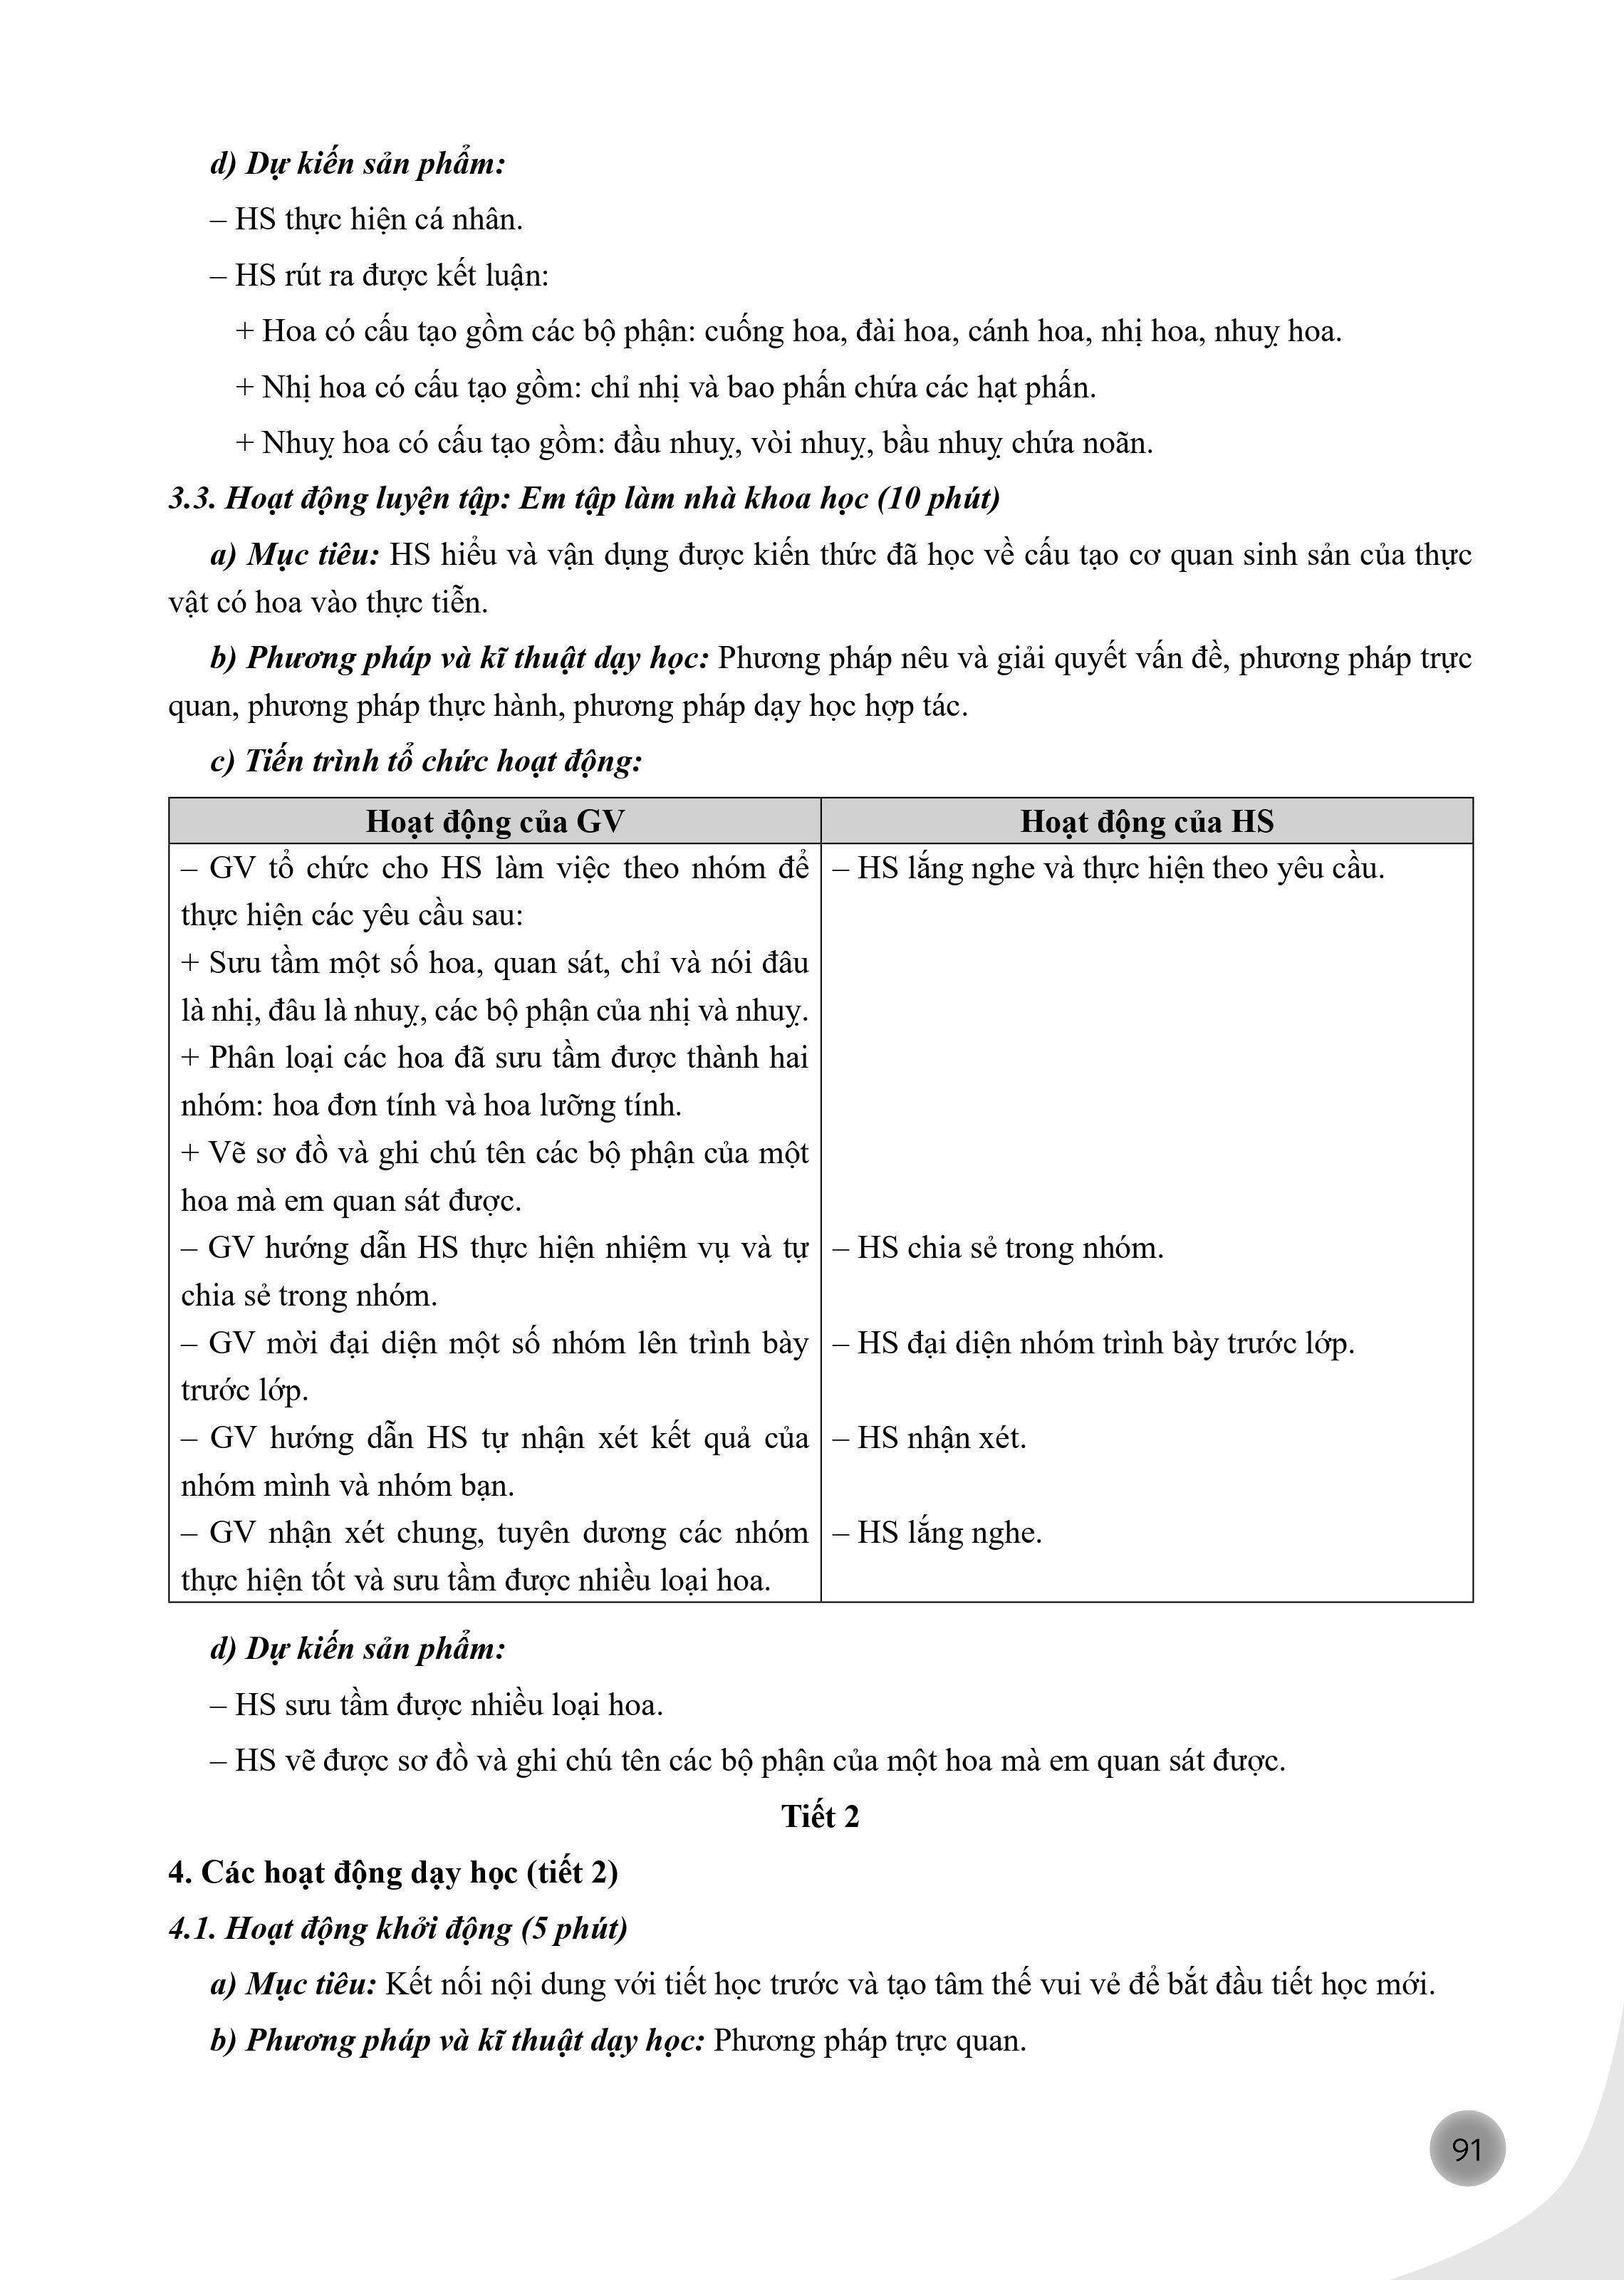 d) Dự kiến sản phẩm:
– HS thực hiện cá nhân.
– HS rút ra được kết luận:
+ Hoa có cấu tạo gồm các bộ phận: cuống hoa, đài hoa, cánh hoa, nhị hoa, nhuỵ hoa.
+ Nhị hoa có cấu tạo gồm: chỉ nhị và bao phấn chứa các hạt phấn.
+ Nhuỵ hoa có cấu tạo gồm: đầu nhuỵ, vòi nhuỵ, bầu nhuỵ chứa noãn.
3.3. Hoạt động luyện tập: Em tập làm nhà khoa học (10 phút)
a) Mục tiêu: HS hiểu và vận dụng được kiến thức đã học về cấu tạo cơ quan sinh sản của thực
vật có hoa vào thực tiễn.
b) Phương pháp và kĩ thuật dạy học: Phương pháp nêu và giải quyết vấn đề, phương pháp trực
quan, phương pháp thực hành, phương pháp dạy học hợp tác.
c) Tiến trình tổ chức hoạt động:
Hoạt động của GV
Hoạt động của HS
– GV tổ chức cho HS làm việc theo nhóm để
thực hiện các yêu cầu sau:
+ Sưu tầm một số hoa, quan sát, chỉ và nói đâu
là nhị, đâu là nhuỵ, các bộ phận của nhị và nhuỵ.
+ Phân loại các hoa đã sưu tầm được thành hai
nhóm: hoa đơn tính và hoa lưỡng tính.
+ Vẽ sơ đồ và ghi chú tên các bộ phận của một
hoa mà em quan sát được.
– GV hướng dẫn HS thực hiện nhiệm vụ và tự
chia sẻ trong nhóm.
– GV mời đại diện một số nhóm lên trình bày
trước lớp.
– GV hướng dẫn HS tự nhận xét kết quả của
nhóm mình và nhóm bạn.
– GV nhận xét chung, tuyên dương các nhóm
thực hiện tốt và sưu tầm được nhiều loại hoa.
– HS lắng nghe và thực hiện theo yêu cầu.
– HS chia sẻ trong nhóm.
– HS đại diện nhóm trình bày trước lớp.
– HS nhận xét.
– HS lắng nghe.
d) Dự kiến sản phẩm:
– HS sưu tầm được nhiều loại hoa.
– HS vẽ được sơ đồ và ghi chú tên các bộ phận của một hoa mà em quan sát được.
Tiết 2
4. Các hoạt động dạy học (tiết 2)
4.1. Hoạt động khởi động (5 phút)
a) Mục tiêu: Kết nối nội dung với tiết học trước và tạo tâm thế vui vẻ để bắt đầu tiết học mới.
b) Phương pháp và kĩ thuật dạy học: Phương pháp trực quan.
91